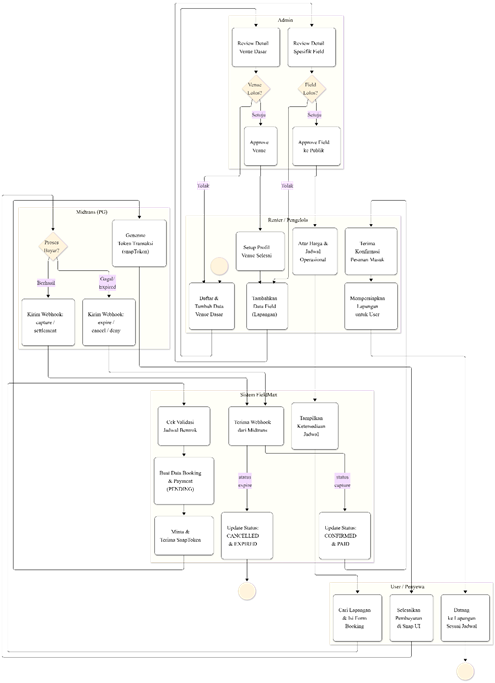 Admin
Review Detail
Venue Dasar
Review Detail
Spesifik Field
Venue
Lolos?
Field
Lolos?
Setuju
Setuju
Approve
Venue
Approve Field
ke Publik
Tolak
Tolak
Midtrans (PG)
Proses
Bayar?
Generate
Token Transaksi
(snapToken)
Berhasil
Gagal /
Expired
Kirim Webhook:
capture /
settlement
Kirim Webhook:
expire /
cancel / deny
Renter / Pengelola
Setup Profil
Venue Selesai
Atur Harga &
Jadwal
Operasional
Terima
Konfirmasi
Pesanan Masuk
Daftar &
Tambah Data
Venue Dasar
Tambahkan
Data Field
(Lapangan)
Mempersiapkan
Lapangan
untuk User
Sistem FieldMan
Cek Validasi
Jadwal Bentrok
Terima Webhook
dari Midtrans
Tampilkan
Ketersediaan
Jadwal
Buat Data Booking
& Payment
(PENDING)
status
expire
status
capture
Minta &
Terima SnapToken
Update Status:
CANCELLED
& EXPIRED
Update Status:
CONFIRMED
& PAID
User / Penyewa
Cari Lapangan
& Isi Form
Booking
Selesaikan
Pembayaran
di Snap UI
Datang
ke Lapangan
Sesuai Jadwal